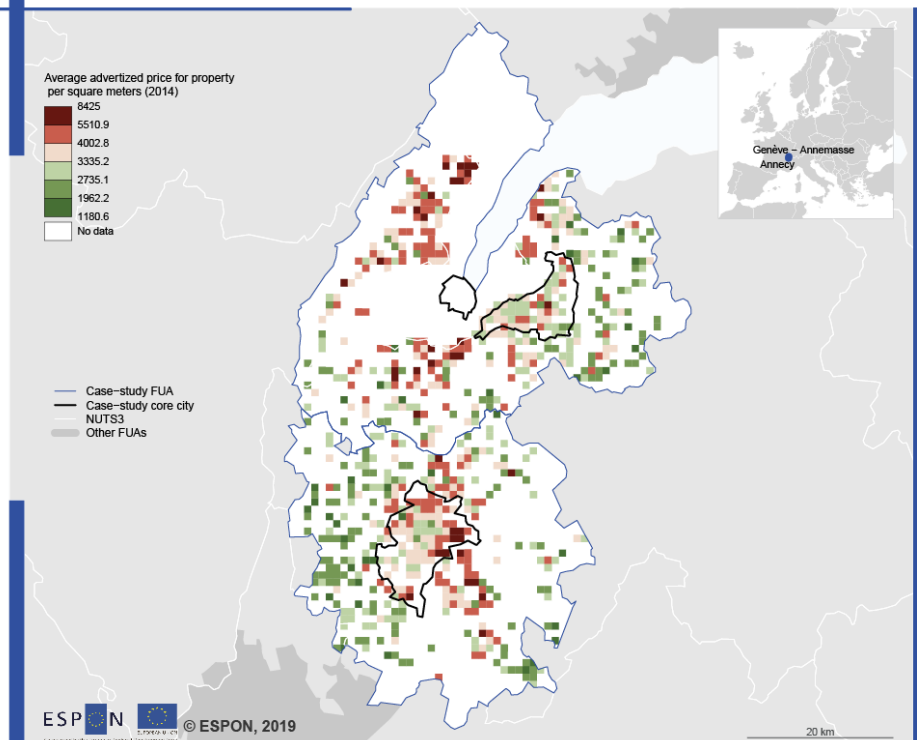 Average advertized price for property
per square meters (2014)
8425
5510.9
4002.8
3335.2
2735.1
1962.2
1180.6
No data
Genève – Annemasse
Annecy
Case–study FUA
Case–study core city
NUTS3
Other FUAs
ESPON
© ESPON, 2019
20 km